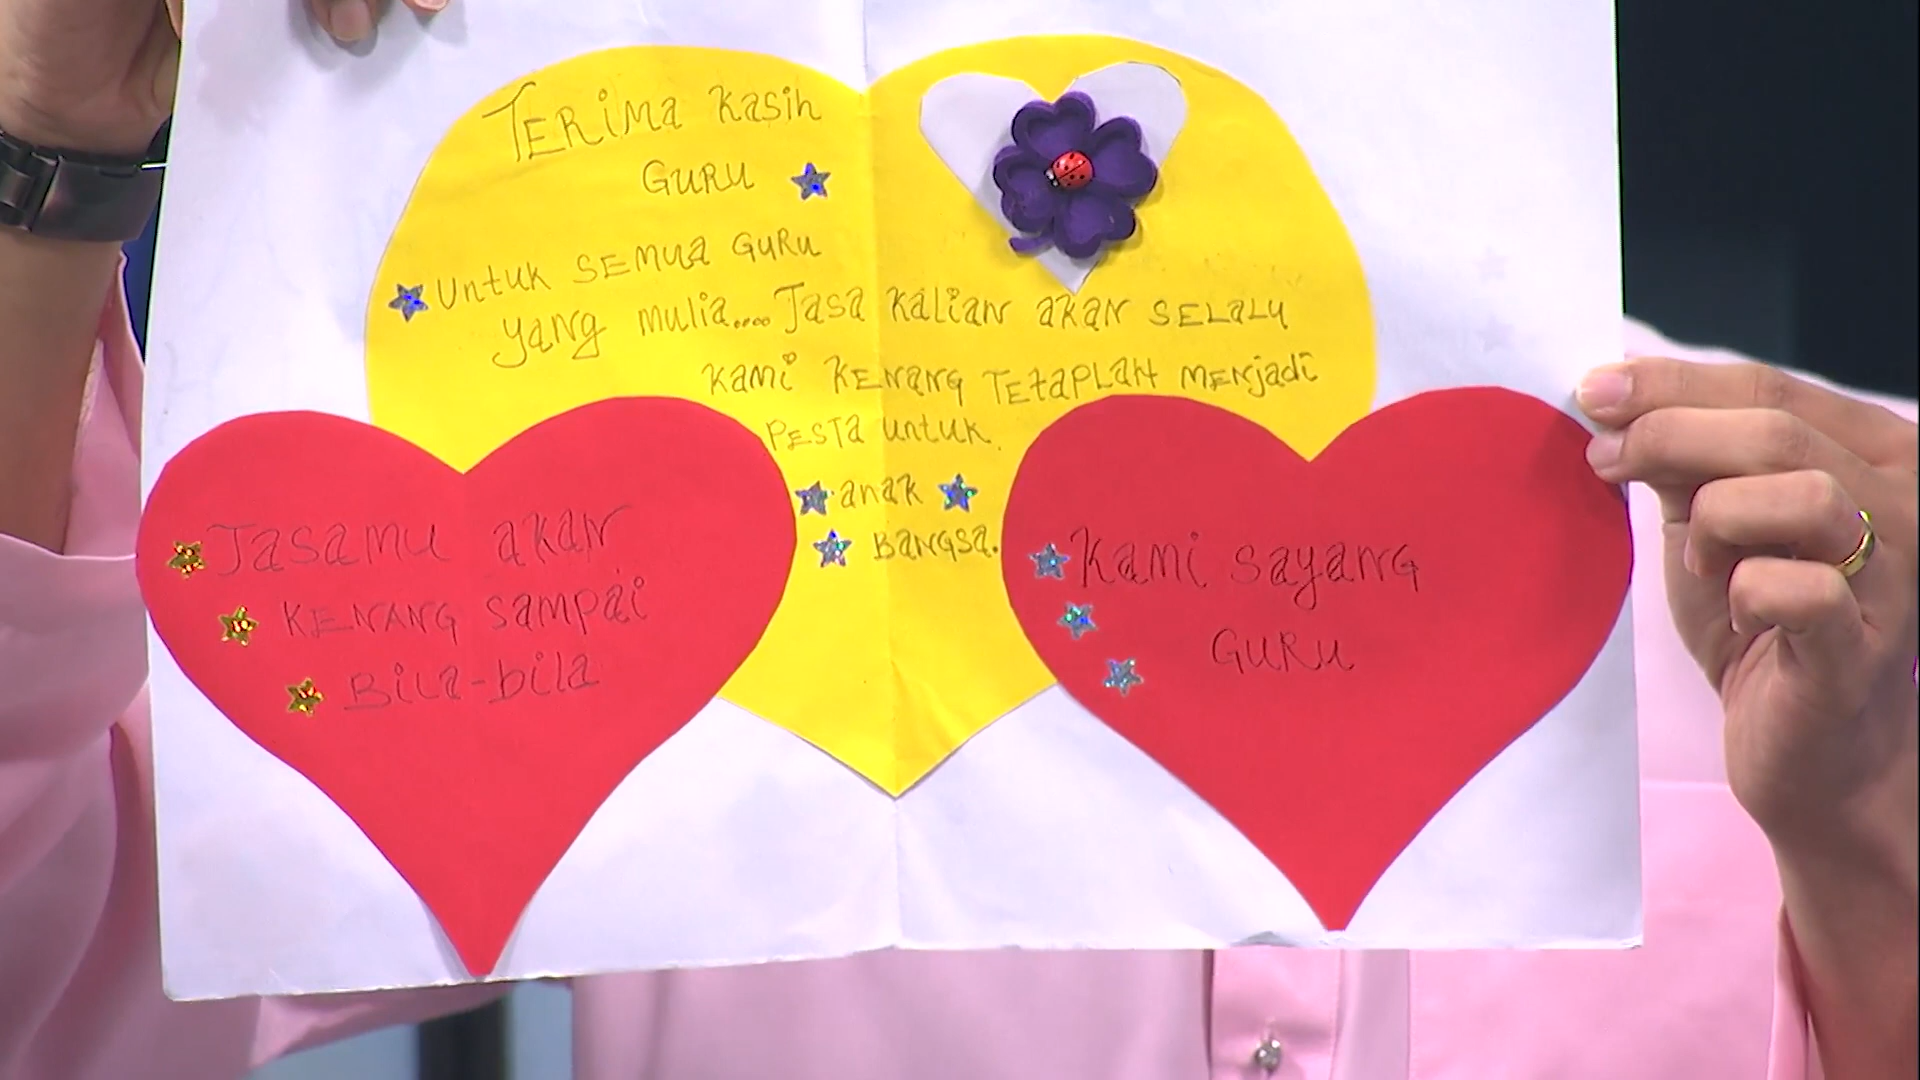 TERIMA kasih
GURU
Untuk SEMUA GURU
yang mulia.... Jasa kalian akan SELALU
kami KENANG TETAPLAH MENjadi
PESTA untuk
anak
BANGSA.
Jasamu akan
KENANG sampai
Bila-bila
Kami sayang
GURU